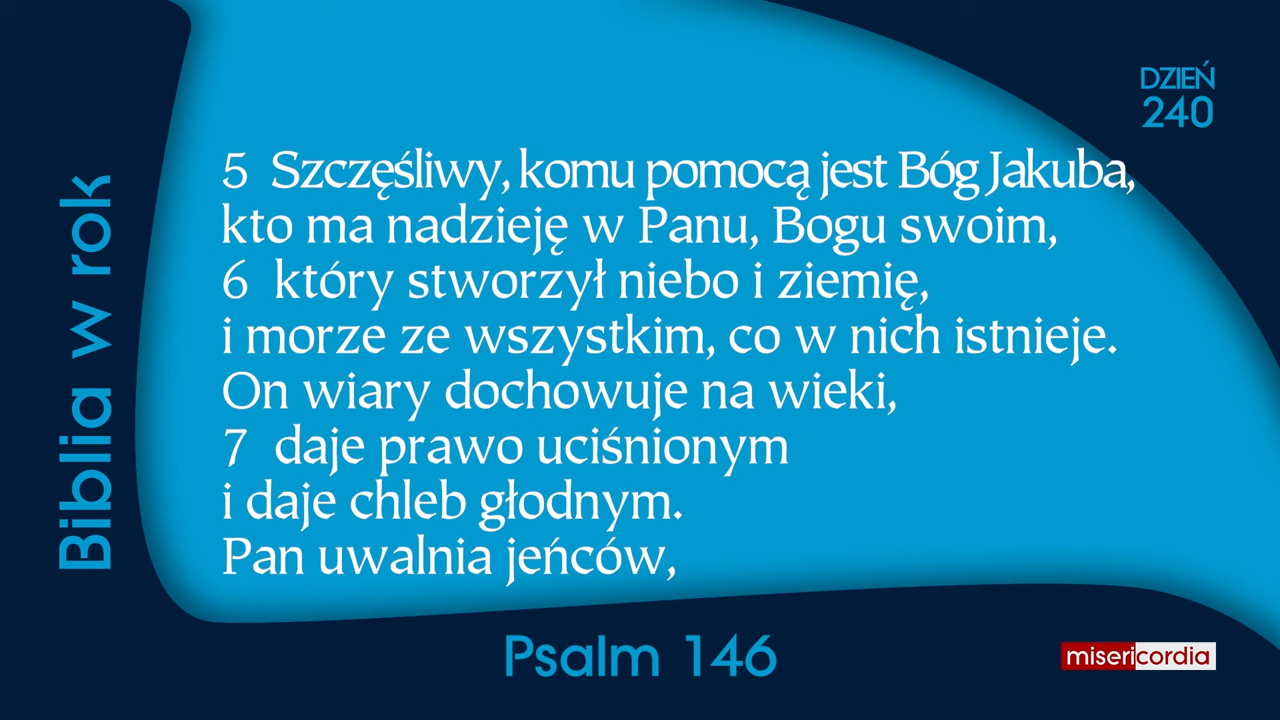 DZIEŃ
240
Biblia w rok
5 Szczęśliwy, komu pomocą jest Bóg Jakuba,
kto ma nadzieję w Panu, Bogu swoim,
6 który stworzył niebo i ziemię,
i morze ze wszystkim, co w nich istnieje.
On wiary dochowuje na wieki,
7 daje prawo uciśnionym
i daje chleb głodnym.
Pan uwalnia jeńców,
Psalm 146
misericordia